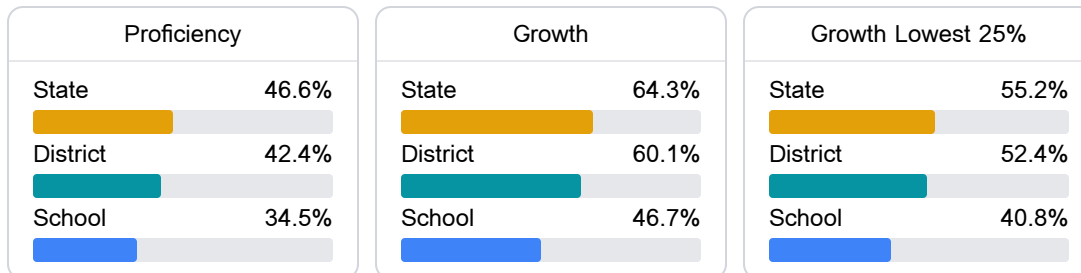 Proficiency
State 46.6%
District 42.4%
School 34.5%
Growth
State 64.3%
District 60.1%
School 46.7%
Growth Lowest 25%
State 55.2%
District 52.4%
School 40.8%